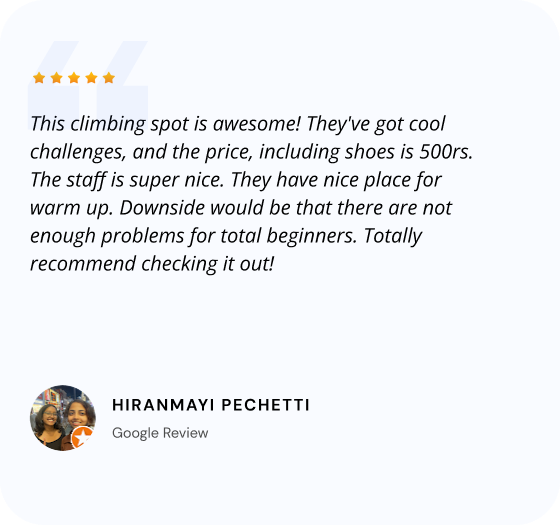 This climbing spot is awesome! They've got cool
challenges, and the price, including shoes is 500rs.
The staff is super nice. They have nice place for
warm up. Downside would be that there are not
enough problems for total beginners. Totally
recommend checking it out!
HIRANMAYI PECHETTI
Google Review